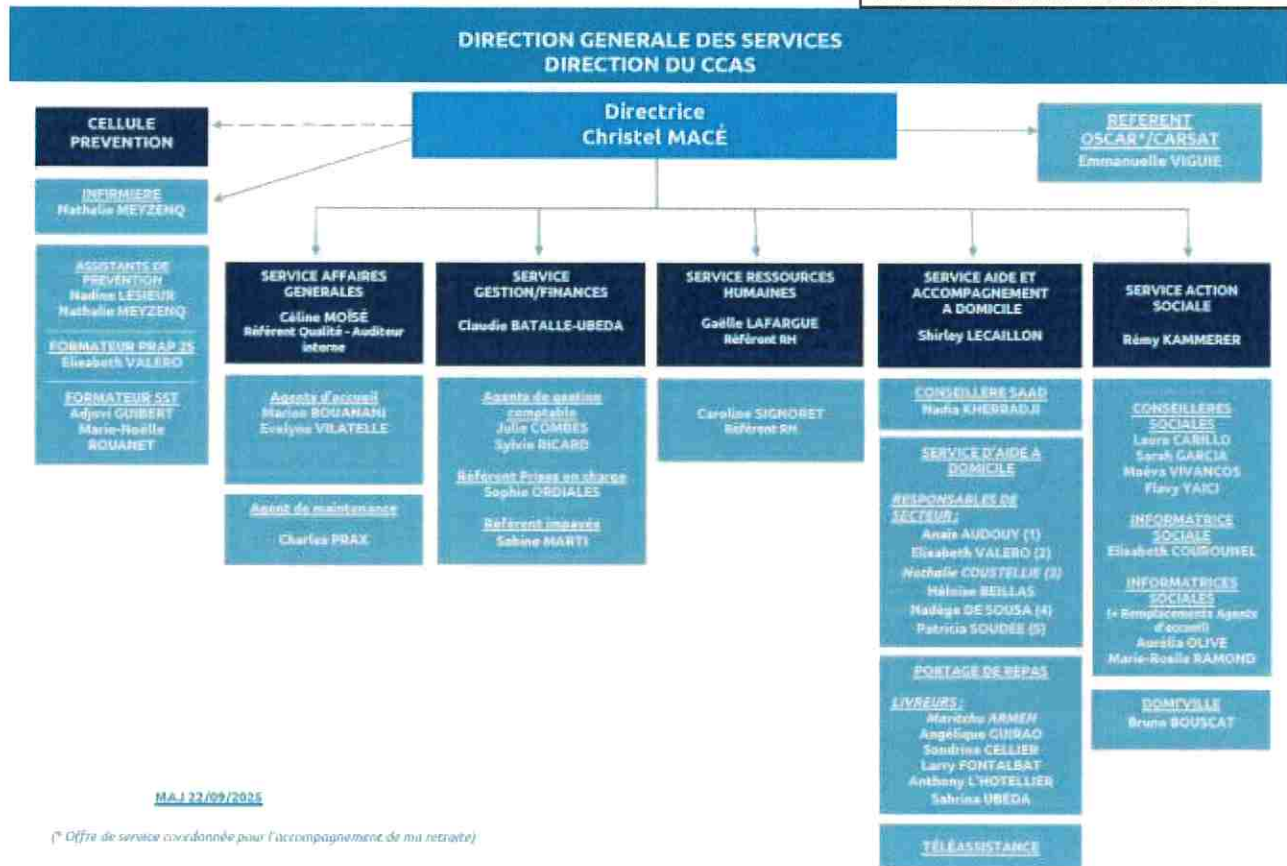 DIRECTION GENERALE DES SERVICES
DIRECTION DU CCAS
Directrice
Christel MACÉ
CELLULE
PREVENTION
REFERENT
OSCAR*/CARSAT
Emmanuelle VIGUIE
INFIRMIERE
Nathalie MEYZENQ
ASSISTANTS DE
PREVENTION
Nadine LESIEUR
Nathalie MEYZENQ
FORMATEUR PRAP 2S
Elisabeth VALERO
FORMATEUR SST
Adjovi GUIBERT
Marie-Noëlle
ROUANET
SERVICE AFFAIRES
GENERALES
Céline MOÏSÉ
Référent Qualité - Auditeur
interne
Agents d'accueil
Marion BOUANANI
Evelyne VILATELLE
Agent de maintenance
Charles PRAX
SERVICE
GESTION/FINANCES
Claudie BATALLE-UBEDA
Agents de gestion
comptable
Julie COMBES
Sylvie RICARD
Référent Prises en charge
Sophie ORDIALES
Référent impayés
Sabine MARTI
SERVICE RESSOURCES
HUMAINES
Gaëlle LAFARGUE
Référent RH
Caroline SIGNORET
Référent RH
SERVICE AIDE ET
ACCOMPAGNEMENT
A DOMICILE
Shirley LECAILLON
CONSEILLERE SAAD
Nadia KHERRADJI
SERVICE D'AIDE A
DOMICILE
RESPONSABLES DE
SECTEUR :
Anaïs AUDOUY (1)
Elisabeth VALERO (2)
Nathalie COUSTELLIE (3)
Héloïse BEILLAS
Nadège DE SOUSA (4)
Patricia SOUDEE (5)
PORTAGE DE REPAS
LIVREURS :
Maritchu ARMEN
Angélique GUIRAO
Sandrine CELLIER
Larry FONTALBAT
Anthony L'HOTELLIER
Sabrina UBEDA
TÉLÉASSISTANCE
SERVICE ACTION
SOCIALE
Rémy KAMMERER
CONSEILLERES
SOCIALES
Laura CARILLO
Sarah GARCIA
Maëva VIVANCOS
Flavy YAICI
INFORMATRICE
SOCIALE
Elisabeth COUROUNEL
INFORMATRICES
SOCIALES
(+ Remplacements Agents
d'accueil)
Aurélia OLIVE
Marie-Roelle RAMOND
DOMI'VILLE
Bruno BOUSCAT
MAJ 22/09/2025
(* Offre de service coordonnée pour l'accompagnement de ma retraite)